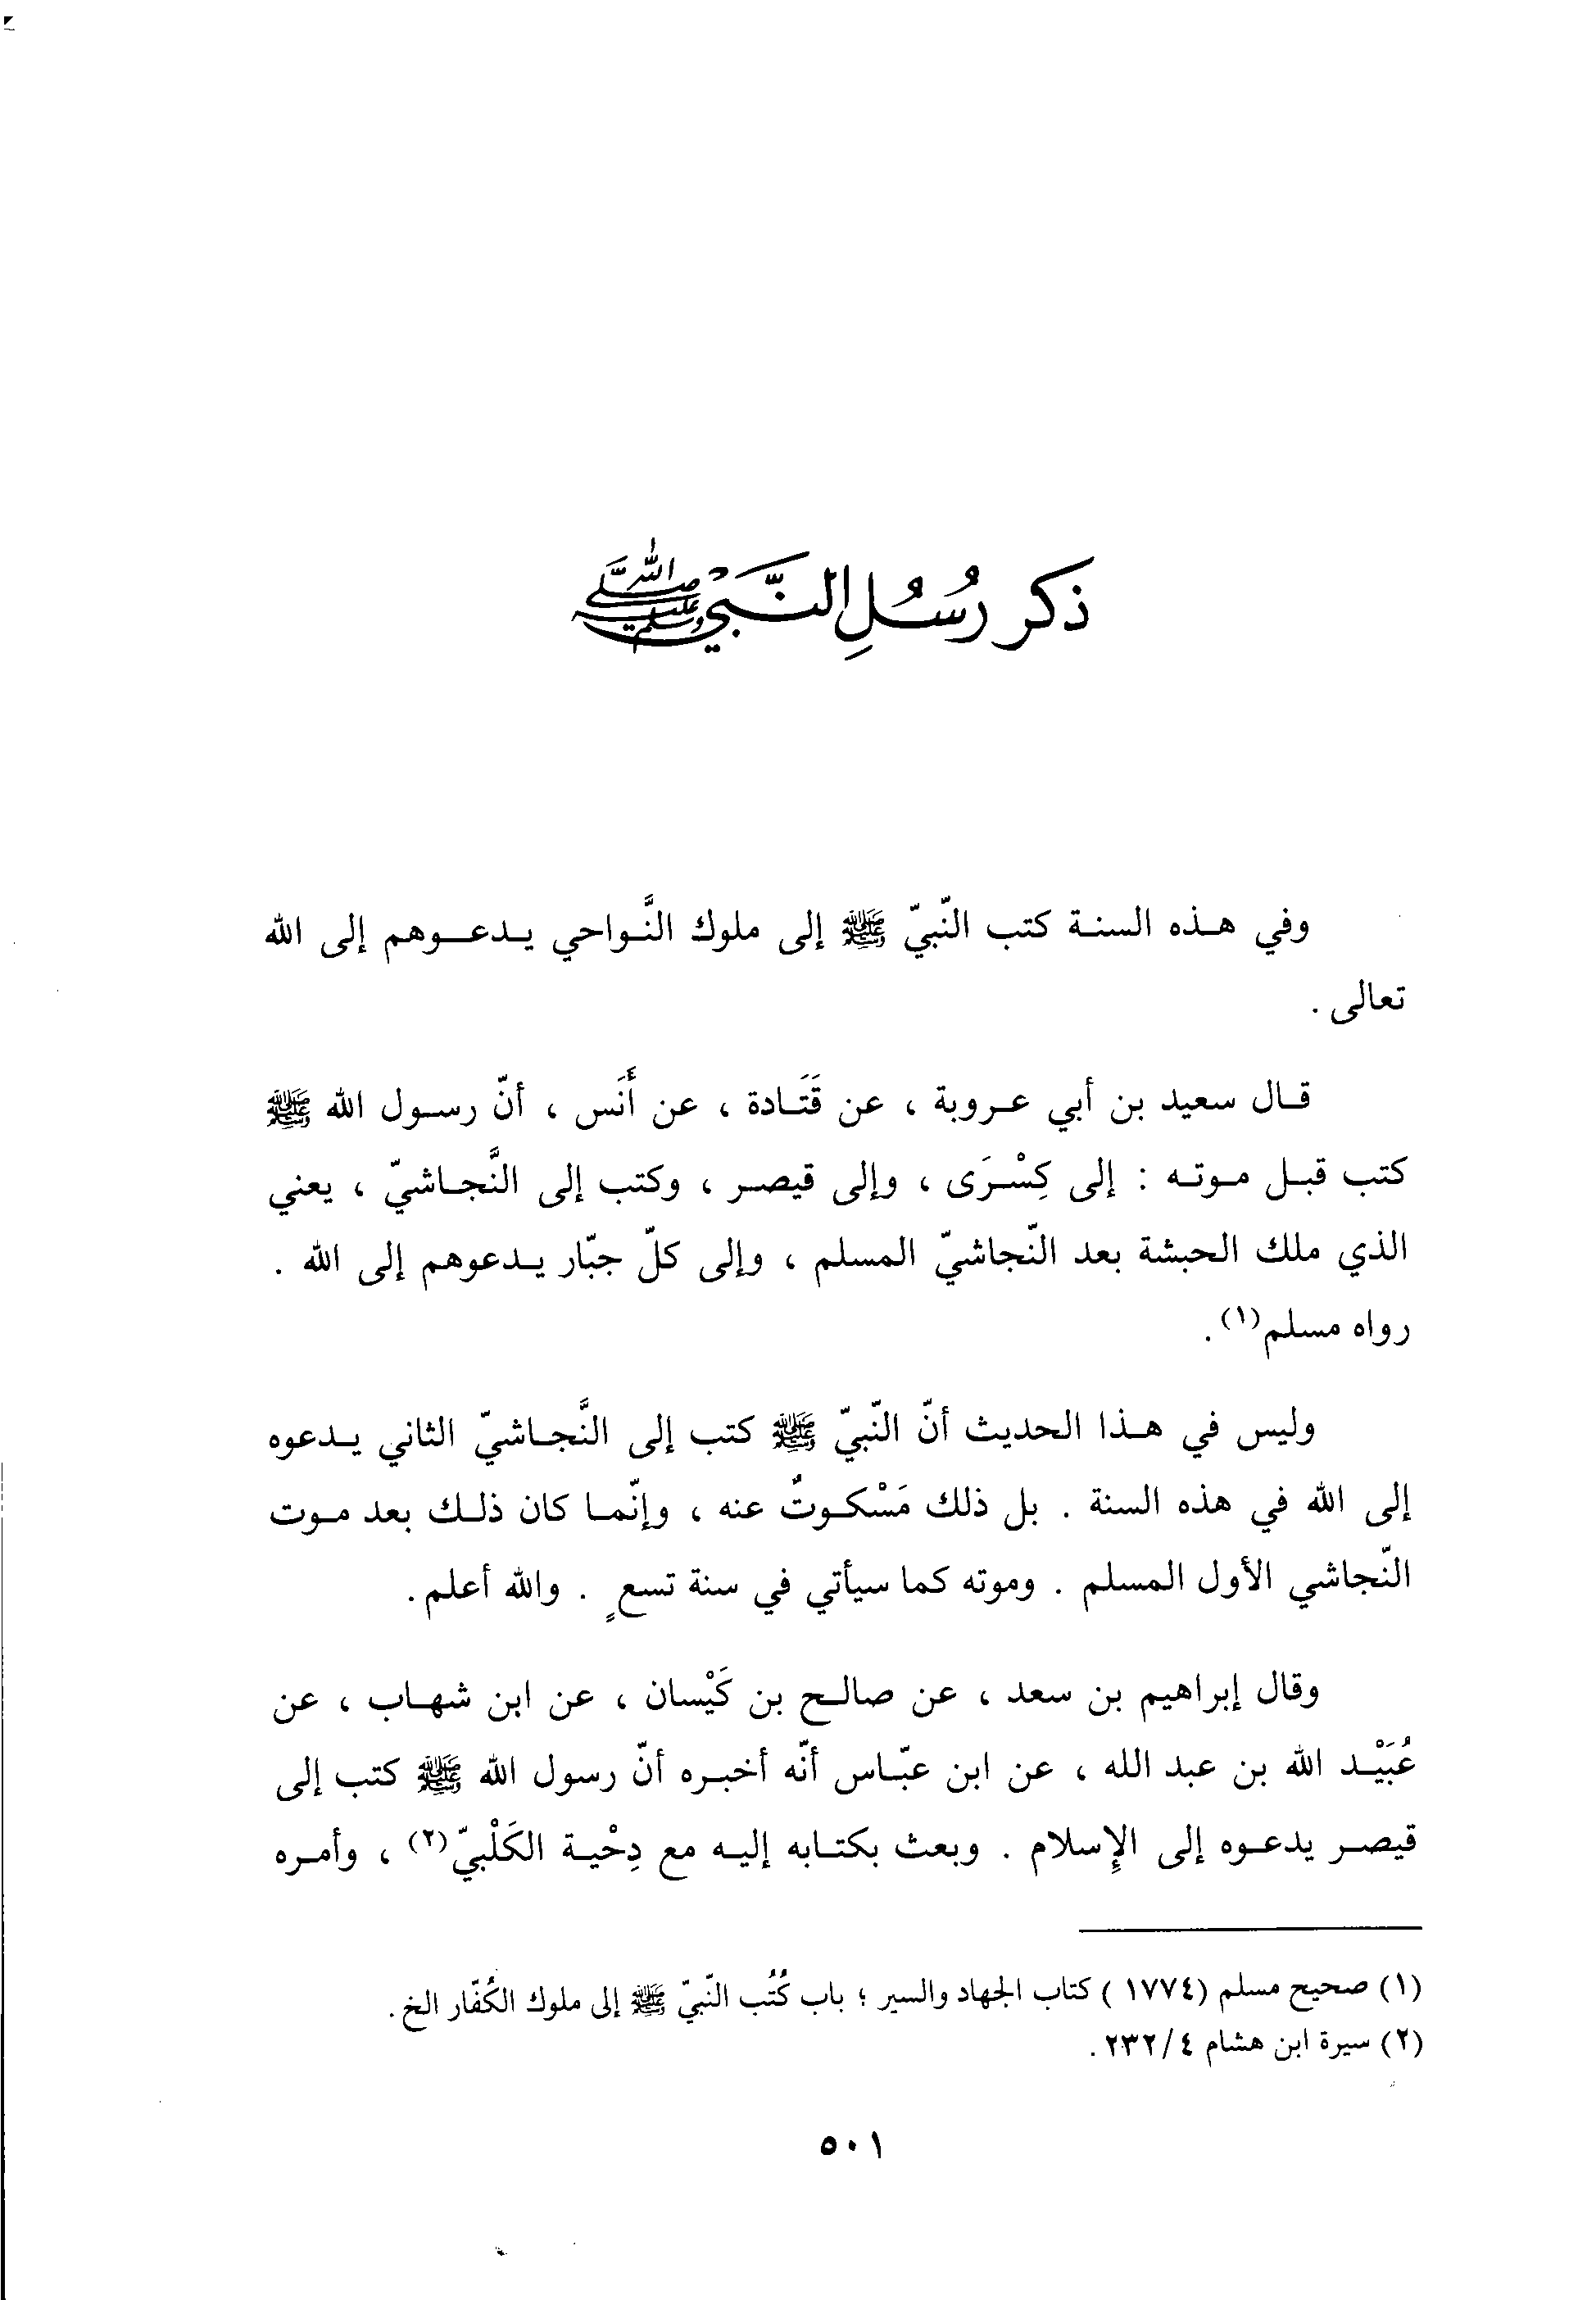 ذكر رُسُلِ النَّبيّ ﷺ
وفي هذه السنة كتب النّبيّ ﷺ إلى ملوك النَّواحي يدعوهم إلى الله
تعالى .
قال سعيد بن أبي عروبة ، عن قَتَادة ، عن أَنَس ، أنّ رسول الله ﷺ
كتب قبل موته : إلى كِسْرَى ، وإلى قيصر ، وكتب إلى النَّجاشيّ ، يعني
الذي ملك الحبشة بعد النّجاشيّ المسلم ، وإلى كلّ جبّار يدعوهم إلى الله .
رواه مسلم(١) .
وليس في هذا الحديث أنّ النّبيّ ﷺ كتب إلى النَّجاشيّ الثاني يدعوه
إلى الله في هذه السنة . بل ذلك مَسْكوتٌ عنه ، وإنّما كان ذلك بعد موت
النّجاشي الأول المسلم . وموته كما سيأتي في سنة تسعٍ . والله أعلم .
وقال إبراهيم بن سعد ، عن صالح بن كَيْسان ، عن ابن شهاب ، عن
عُبَيْد الله بن عبد الله ، عن ابن عبّاس أنّه أخبره أنّ رسول الله ﷺ كتب إلى
قيصر يدعوه إلى الإسلام . وبعث بكتابه إليه مع دِحْية الكَلْبيّ(٢) ، وأمره
(١) صحيح مسلم (١٧٧٤ ) كتاب الجهاد والسير ؛ باب كُتُب النّبيّ ﷺ إلى ملوك الكُفّار الخ .
(٢) سيرة ابن هشام ٢٣٢/٤ .
٥٠١